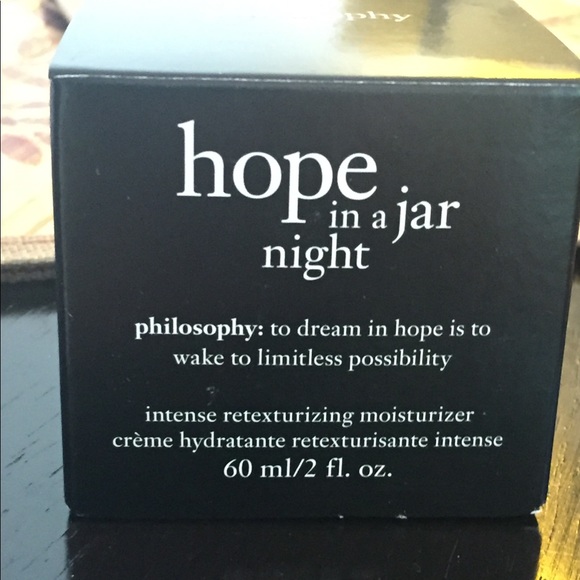 hope
in a jar
night
philosophy: to dream in hope is to
wake to limitless possibility
intense retexturizing moisturizer
crème hydratante retexturisante intense
60 ml/2 fl. oz.